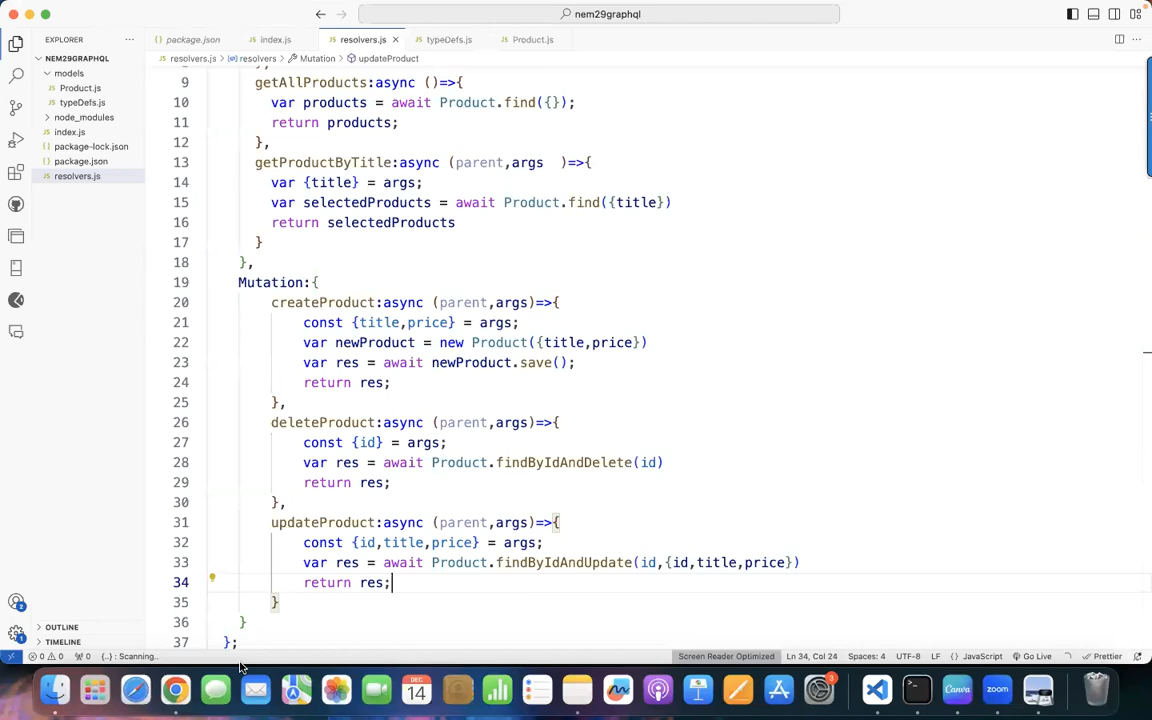 nem29graphql
EXPLORER
package.json
index.js
resolvers.js
typeDefs.js
Product.js
NEM29GRAPHQL
models
Product.js
typeDefs.js
node_modules
index.js
package-lock.json
package.json
resolvers.js
OUTLINE
TIMELINE
resolvers.js > resolvers > Mutation > updateProduct
9 getAllProducts:async ()=>{
10 var products = await Product.find({});
11 return products;
12 },
13 getProductByTitle:async (parent,args  )=>{
14 var {title} = args;
15 var selectedProducts = await Product.find({title})
16 return selectedProducts
17 }
18 },
19 Mutation:{
20 createProduct:async (parent,args)=>{
21 const {title,price} = args;
22 var newProduct = new Product({title,price})
23 var res = await newProduct.save();
24 return res;
25 },
26 deleteProduct:async (parent,args)=>{
27 const {id} = args;
28 var res = await Product.findByIdAndDelete(id)
29 return res;
30 },
31 updateProduct:async (parent,args)=>{
32 const {id,title,price} = args;
33 var res = await Product.findByIdAndUpdate(id,{id,title,price})
34 return res;
35 }
36 }
37 };
0 0 0 {..} : Scanning.. Screen Reader Optimized Ln 34, Col 24 Spaces: 4 UTF-8 LF {} JavaScript Go Live Prettier
DEC
14
Canva
zoom
3